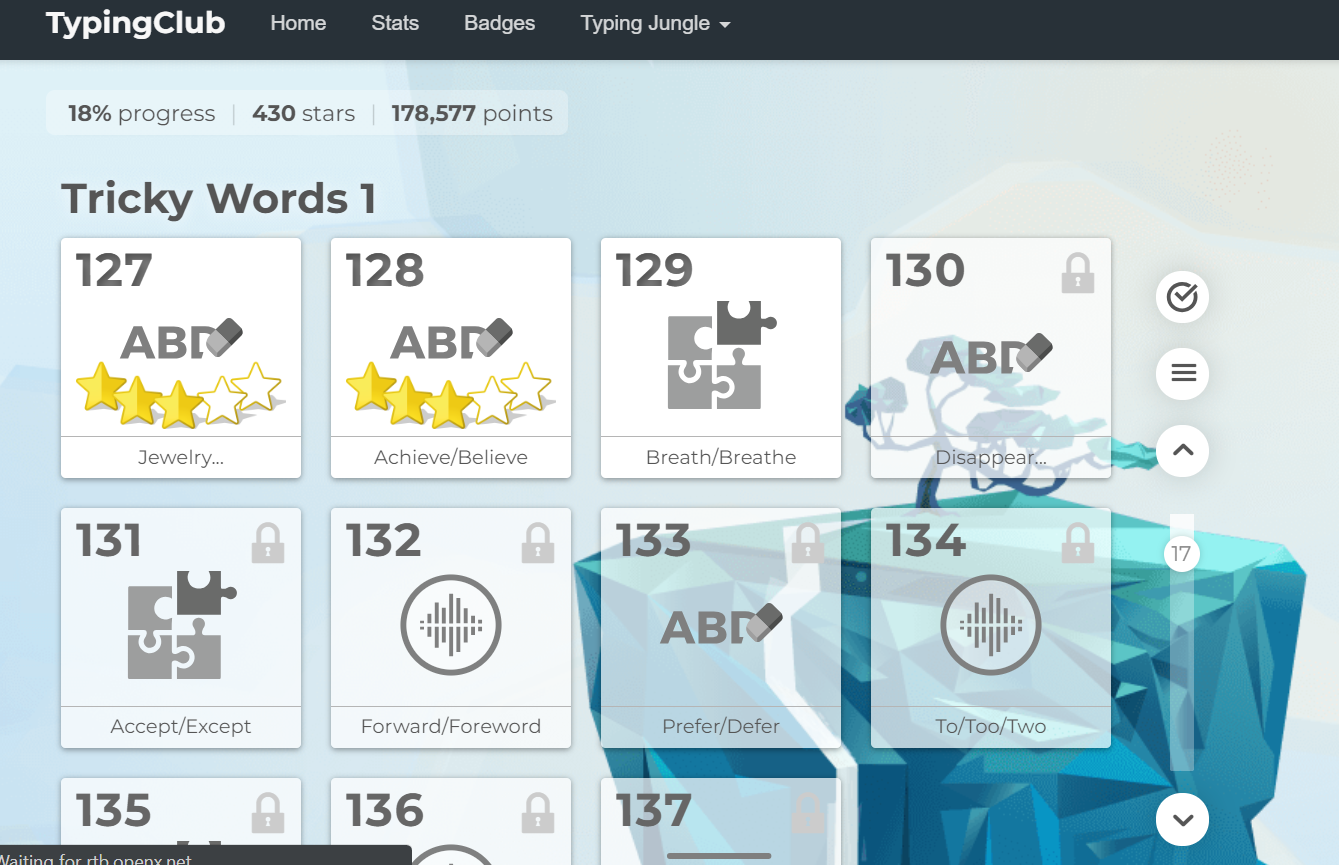 TypingClub Home Stats Badges Typing Jungle
18% progress | 430 stars | 178,577 points
Tricky Words 1
127
ABD
Jewelry...
128
ABD
Achieve/Believe
129
Breath/Breathe
130
ABD
Disappear...
131
Accept/Except
132
Forward/Foreword
133
ABD
Prefer/Defer
134
To/Too/Two
17
135
136
137
Waiting for rtb.openx.net